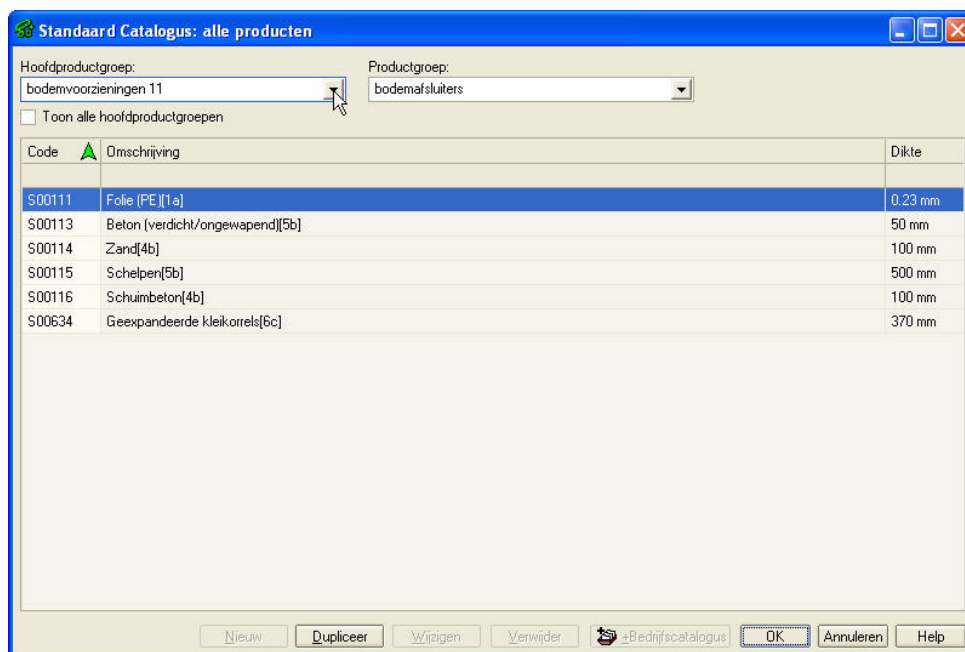 Standaard Catalogus: alle producten
Hoofdproductgroep: Productgroep:
bodemvoorzieningen 11 bodemafsluiters
Toon alle hoofdproductgroepen
Code Omschrijving Dikte
S00111 Folie (PE)[1a] 0.23 mm
S00113 Beton (verdicht/ongewapend)[5b] 50 mm
S00114 Zand[4b] 100 mm
S00115 Schelpen[5b] 500 mm
S00116 Schuimbeton[4b] 100 mm
S00634 Geexpandeerde kleikorrels[6c] 370 mm
Nieuw Dupliceer Wijzigen Verwijder +Bedrijfscatalogus OK Annuleren Help